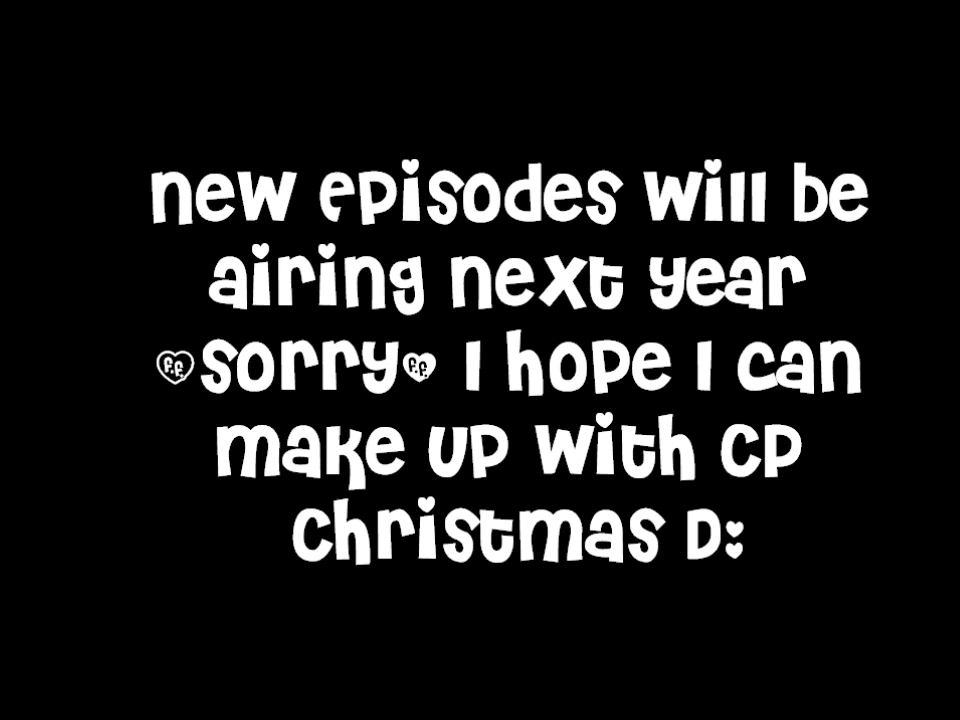 new episodes will be
airing next year
sorry I hope I can
make up with CP
Christmas D: